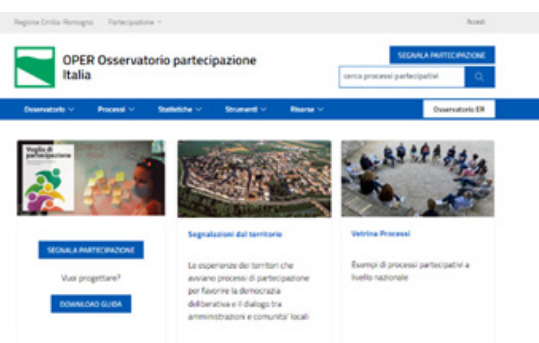 Regione Emilia-Romagna Partecipazione Accedi
OPER Osservatorio partecipazione
Italia
SEGNALA PARTECIPAZIONE
cerca processi partecipativi
Osservatorio Processi Statistiche Strumenti Risorse Osservatorio ER
Voglia di
partecipazione
SEGNALA PARTECIPAZIONE
Vuoi progettare?
DOWNLOAD GUIDA
Segnalazioni dal territorio
Le esperienze dei territori che
avviano processi di partecipazione
per favorire la democrazia
deliberativa e il dialogo tra
amministrazioni e comunita' locali
Vetrina Processi
Esempi di processi partecipativi a
livello nazionale